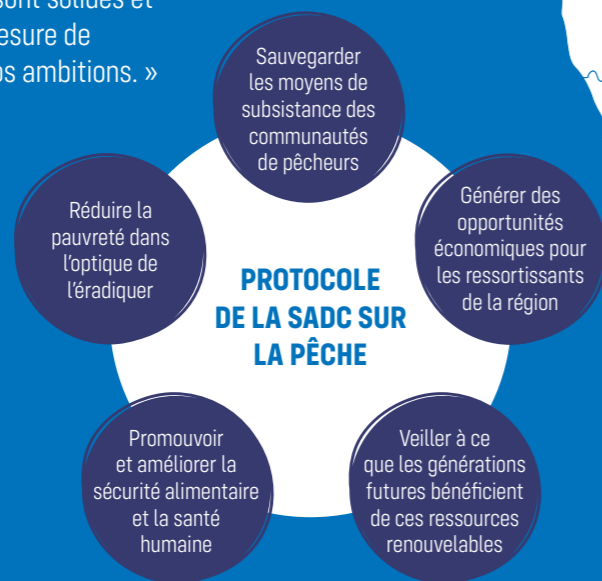 sont solides et
esure de
os ambitions. »
Sauvegarder
les moyens de
subsistance des
communautés
de pêcheurs
Réduire la
pauvreté dans
l'optique de
l'éradiquer
Générer des
opportunités
économiques pour
les ressortissants
de la région
PROTOCOLE
DE LA SADC SUR
LA PÊCHE
Promouvoir
et améliorer la
sécurité alimentaire
et la santé
humaine
Veiller à ce
que les générations
futures bénéficient
de ces ressources
renouvelables